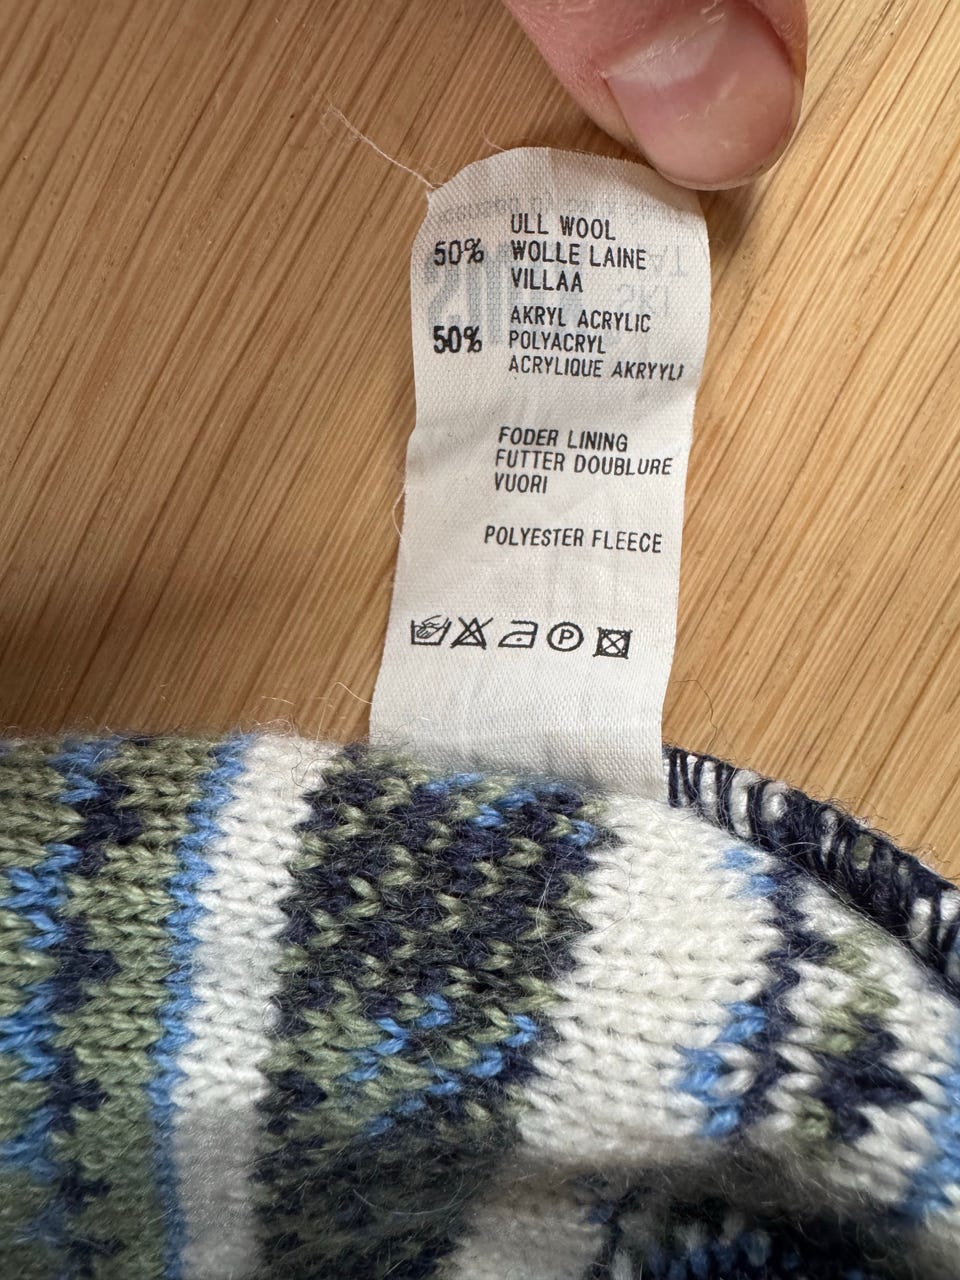 ULL WOOL
50% WOLLE LAINE
VILLAA
AKRYL ACRYLIC
50% POLYACRYL
ACRYLIQUE AKRYYLI
FODER LINING
FUTTER DOUBLURE
VUORI
POLYESTER FLEECE
P